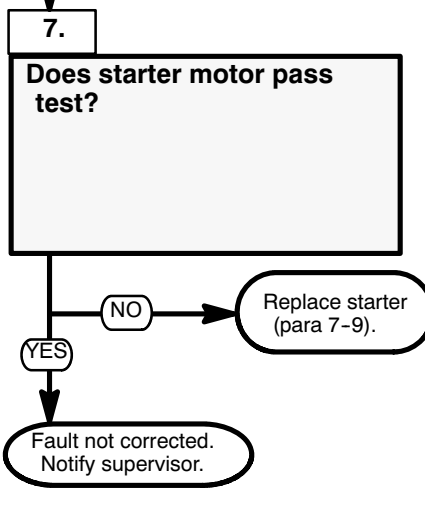 7.
Does starter motor pass
test?
NO
Replace starter
(para 7-9).
YES
Fault not corrected.
Notify supervisor.